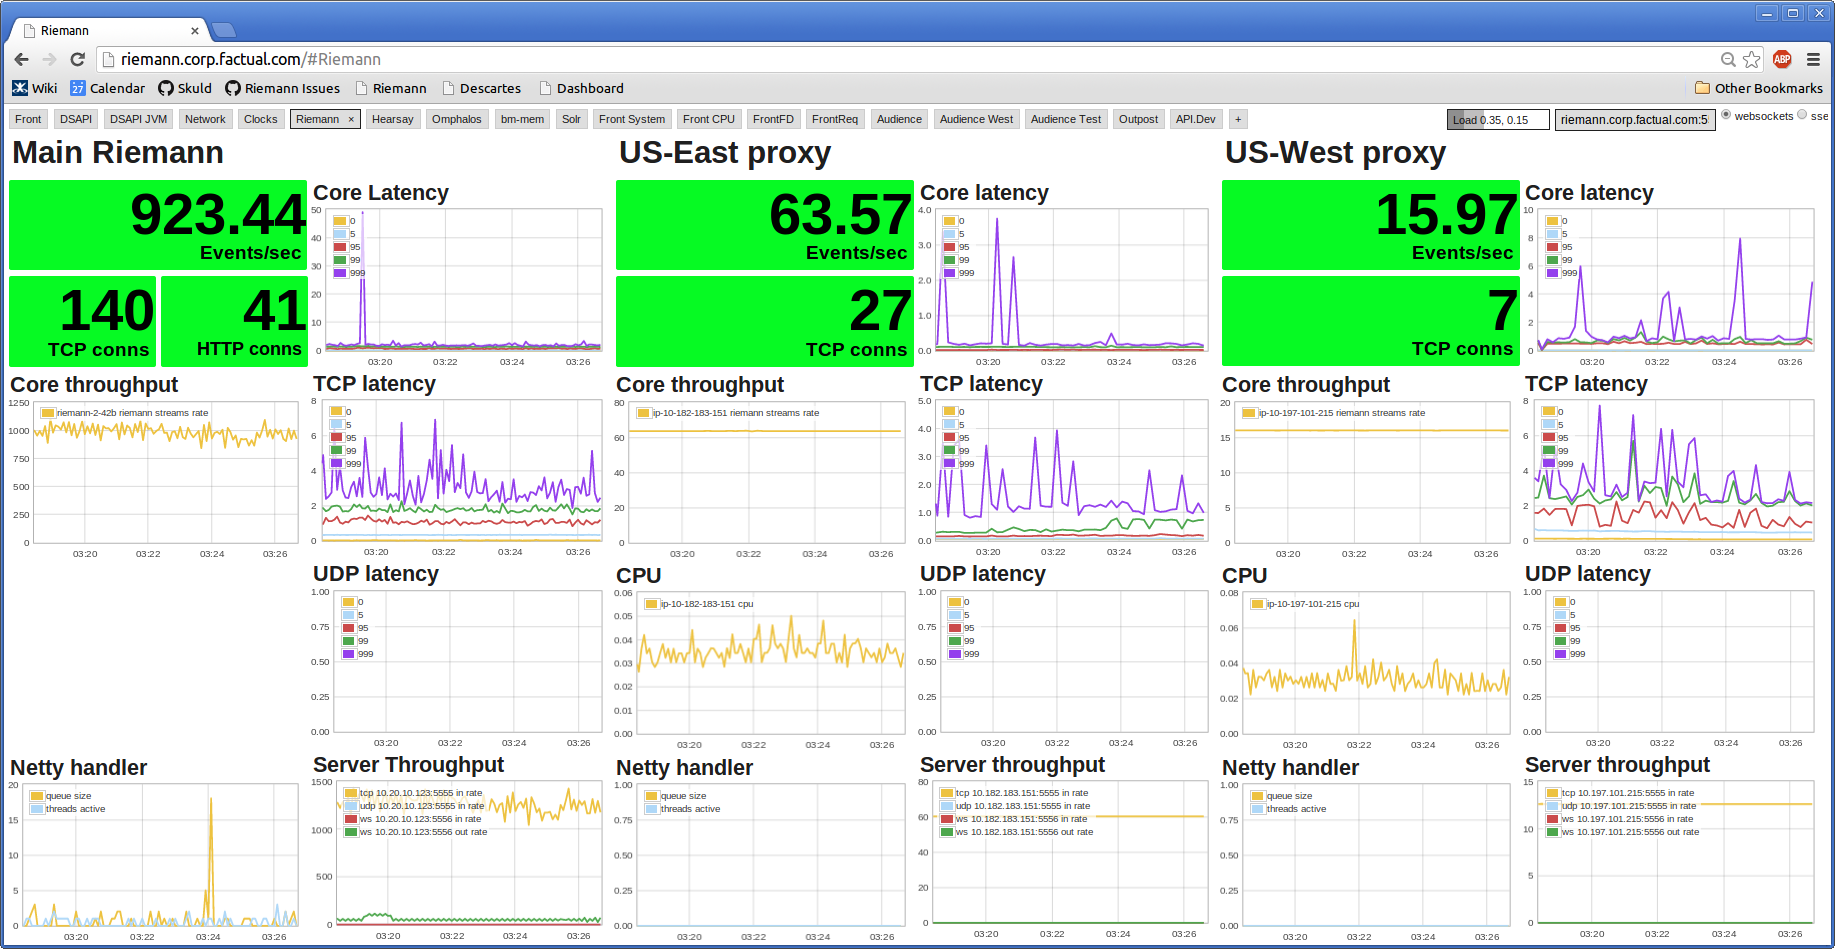 Riemann ×
riemann.corp.factual.com/#Riemann
ABP
Wiki 27 Calendar Skuld Riemann Issues Riemann Descartes Dashboard Other Bookmarks
Front DSAPI DSAPI JVM Network Clocks Riemann × Hearsay Omphalos bm-mem Solr Front System Front CPU FrontFD FrontReq Audience Audience West Audience Test Outpost API.Dev + Load 0.35, 0.15 riemann.corp.factual.com:5 websockets sse
Main Riemann
923.44
Events/sec
140
TCP conns
41
HTTP conns
Core Latency
50
40
30
20
10
0
0
5
95
99
999
03:20 03:22 03:24 03:26
Core throughput
1250
1000
750
500
250
0
riemann-2-42b riemann streams rate
03:20 03:22 03:24 03:26
TCP latency
8
6
4
2
0
0
5
95
99
999
03:20 03:22 03:24 03:26
UDP latency
1.00
0.75
0.50
0.25
0.00
0
5
95
99
999
03:20 03:22 03:24 03:26
Netty handler
20
15
10
5
0
queue size
threads active
03:20 03:22 03:24 03:26
Server Throughput
1500
1000
500
0
tcp 10.20.10.123:5555 in rate
udp 10.20.10.123:5555 in rate
ws 10.20.10.123:5556 in rate
ws 10.20.10.123:5556 out rate
03:20 03:22 03:24 03:26
US-East proxy
63.57
Events/sec
27
TCP conns
Core latency
4.0
3.0
2.0
1.0
0.0
0
5
95
99
999
03:20 03:22 03:24 03:26
Core throughput
80
60
40
20
0
ip-10-182-183-151 riemann streams rate
03:20 03:22 03:24 03:26
TCP latency
5.0
4.0
3.0
2.0
1.0
0.0
0
5
95
99
999
03:20 03:22 03:24 03:26
CPU
0.06
0.05
0.04
0.03
0.02
0.01
0.00
ip-10-182-183-151 cpu
03:20 03:22 03:24 03:26
UDP latency
1.00
0.75
0.50
0.25
0.00
0
5
95
99
999
03:20 03:22 03:24 03:26
Netty handler
1.00
0.75
0.50
0.25
0.00
queue size
threads active
03:20 03:22 03:24 03:26
Server throughput
80
60
40
20
0
tcp 10.182.183.151:5555 in rate
udp 10.182.183.151:5555 in rate
ws 10.182.183.151:5556 in rate
ws 10.182.183.151:5556 out rate
03:20 03:22 03:24 03:26
US-West proxy
15.97
Events/sec
7
TCP conns
Core latency
10
8
6
4
2
0
0
5
95
99
999
03:20 03:22 03:24 03:26
Core throughput
20
15
10
5
0
ip-10-197-101-215 riemann streams rate
03:20 03:22 03:24 03:26
TCP latency
8
6
4
2
0
0
5
95
99
999
03:20 03:22 03:24 03:26
CPU
0.08
0.06
0.04
0.02
0.00
ip-10-197-101-215 cpu
03:20 03:22 03:24 03:26
UDP latency
1.00
0.75
0.50
0.25
0.00
0
5
95
99
999
03:20 03:22 03:24 03:26
Netty handler
1.00
0.75
0.50
0.25
0.00
queue size
threads active
03:20 03:22 03:24 03:26
Server throughput
15
10
5
0
tcp 10.197.101.215:5555 in rate
udp 10.197.101.215:5555 in rate
ws 10.197.101.215:5556 in rate
ws 10.197.101.215:5556 out rate
03:20 03:22 03:24 03:26